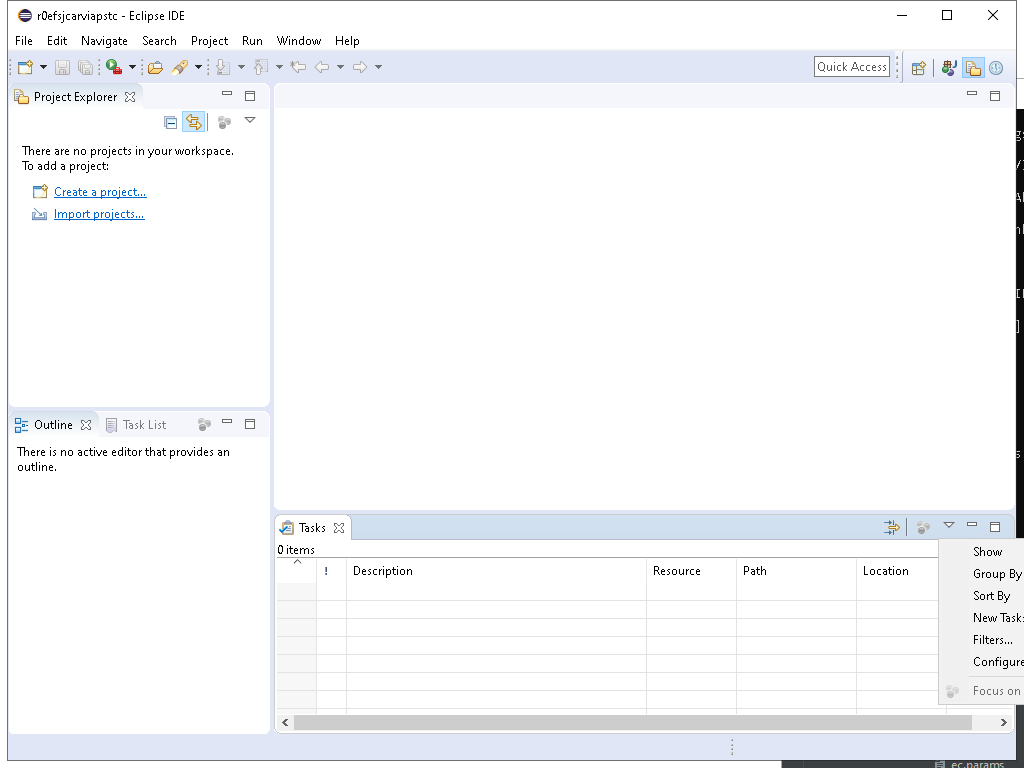 r0efsjcarviapstc - Eclipse IDE
File Edit Navigate Search Project Run Window Help
Quick Access
Project Explorer
There are no projects in your workspace.
To add a project:
Create a project...
Import projects...
Outline Task List
There is no active editor that provides an
outline.
Tasks
0 items
! Description Resource Path Location
Show
Group By
Sort By
New Task
Filters...
Configure
Focus on
ec.params